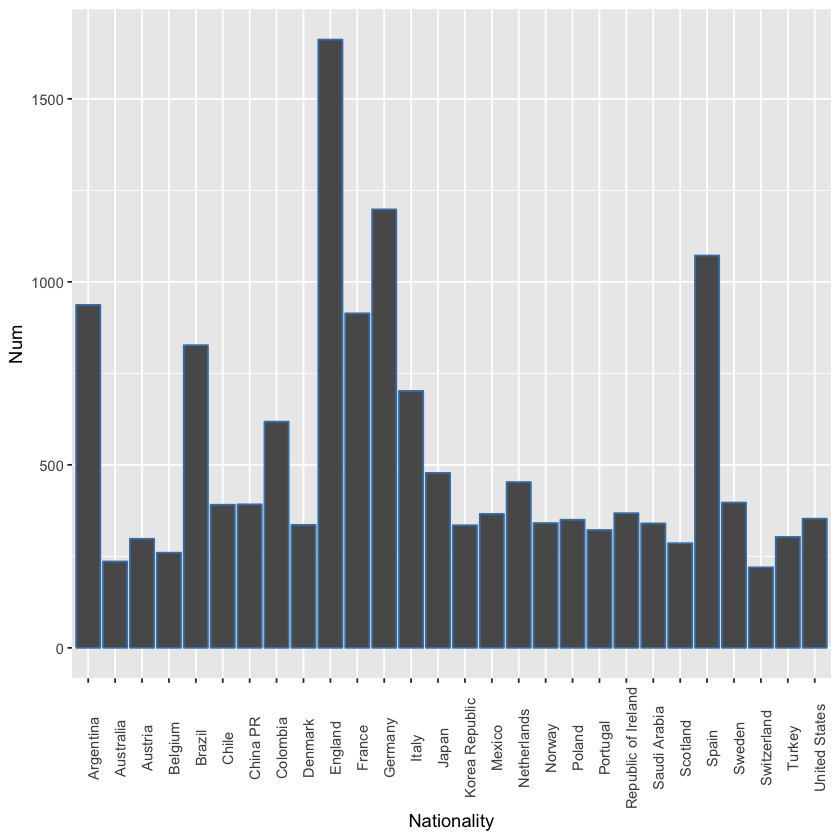 Num
1500
1000
500
0
Argentina
Australia
Austria
Belgium
Brazil
Chile
China PR
Colombia
Denmark
England
France
Germany
Italy
Japan
Korea Republic
Mexico
Netherlands
Norway
Poland
Portugal
Republic of Ireland
Saudi Arabia
Scotland
Spain
Sweden
Switzerland
Turkey
United States
Nationality